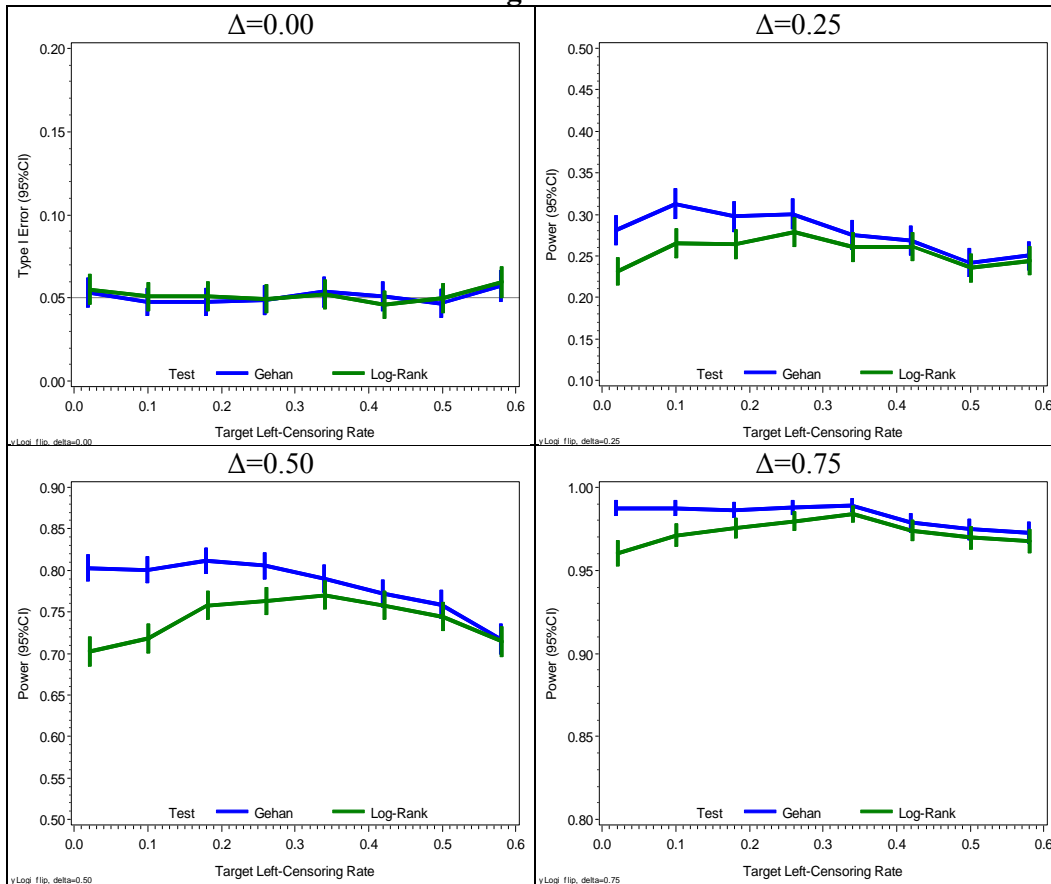 Δ=0.00
0.20
0.15
0.10
0.05
0.00
Type I Error (95%CI)
Test Gehan Log-Rank
0.0 0.1 0.2 0.3 0.4 0.5 0.6
Target Left-Censoring Rate
yLogi flip, delta=0.00
Δ=0.25
0.50
0.45
0.40
0.35
0.30
0.25
0.20
0.15
0.10
Power (95%CI)
Test Gehan Log-Rank
0.0 0.1 0.2 0.3 0.4 0.5 0.6
Target Left-Censoring Rate
yLogi flip, delta=0.25
Δ=0.50
0.90
0.85
0.80
0.75
0.70
0.65
0.60
0.55
0.50
Power (95%CI)
Test Gehan Log-Rank
0.0 0.1 0.2 0.3 0.4 0.5 0.6
Target Left-Censoring Rate
yLogi flip, delta=0.50
Δ=0.75
1.00
0.95
0.90
0.85
0.80
Power (95%CI)
Test Gehan Log-Rank
0.0 0.1 0.2 0.3 0.4 0.5 0.6
Target Left-Censoring Rate
yLogi flip, delta=0.75